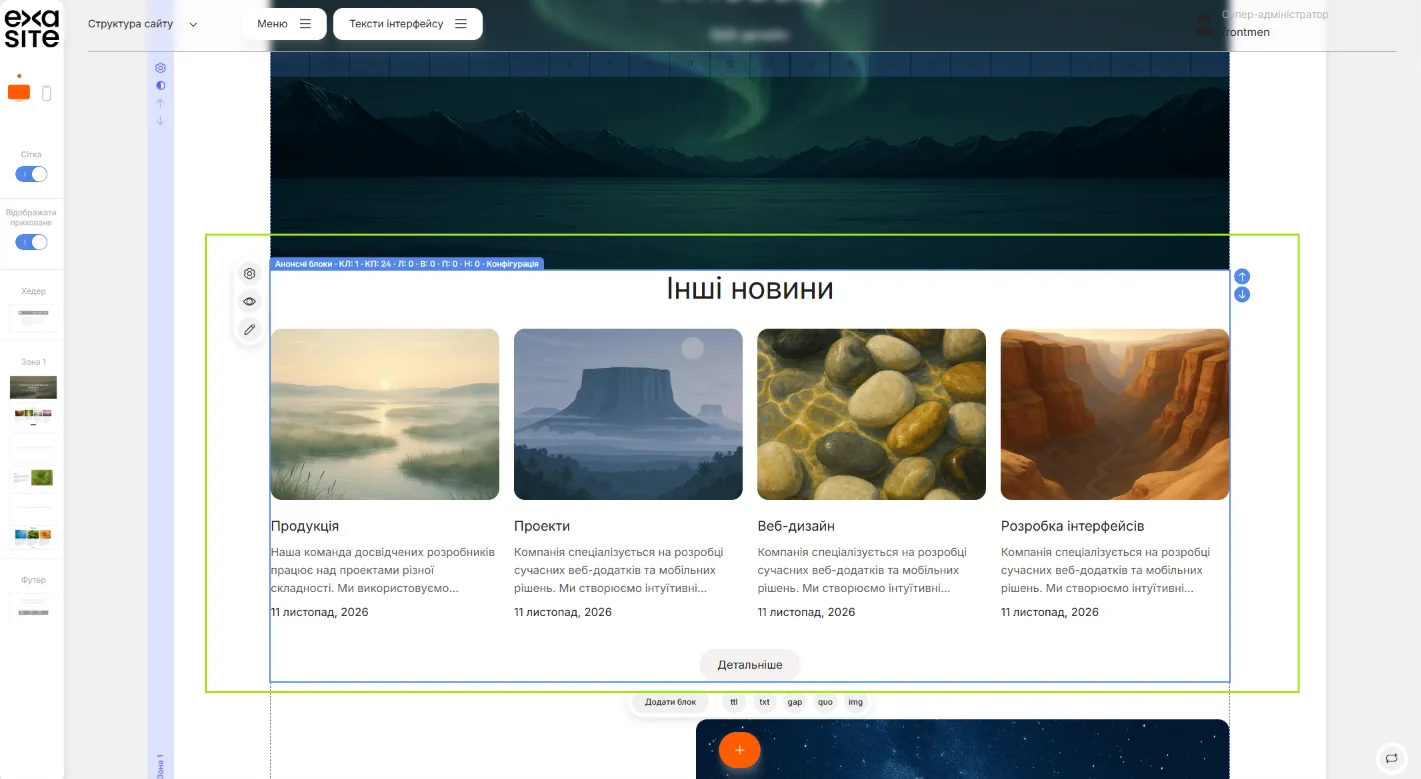 exa
site
Структура сайту
Меню
Тексти інтерфейсу
Супер-адміністратор
frontmen
Сітка
Відображати
приховане
Хедер
Зона 1
Футер
Анонсні блоки · КЛ: 1 · КП: 24 · Л: 0 · В: 0 · П: 0 · Н: 0 · Конфігурація
Інші новини
Продукція
Наша команда досвідчених розробників
працює над проектами різної
складності. Ми використовуємо...
11 листопад, 2026
Проекти
Компанія спеціалізується на розробці
сучасних веб-додатків та мобільних
рішень. Ми створюємо інтуїтивні...
11 листопад, 2026
Веб-дизайн
Компанія спеціалізується на розробці
сучасних веб-додатків та мобільних
рішень. Ми створюємо інтуїтивні...
11 листопад, 2026
Розробка інтерфейсів
Компанія спеціалізується на розробці
сучасних веб-додатків та мобільних
рішень. Ми створюємо інтуїтивні...
11 листопад, 2026
Детальніше
Додати блок
ttl
txt
gap
quo
img
Зона 1